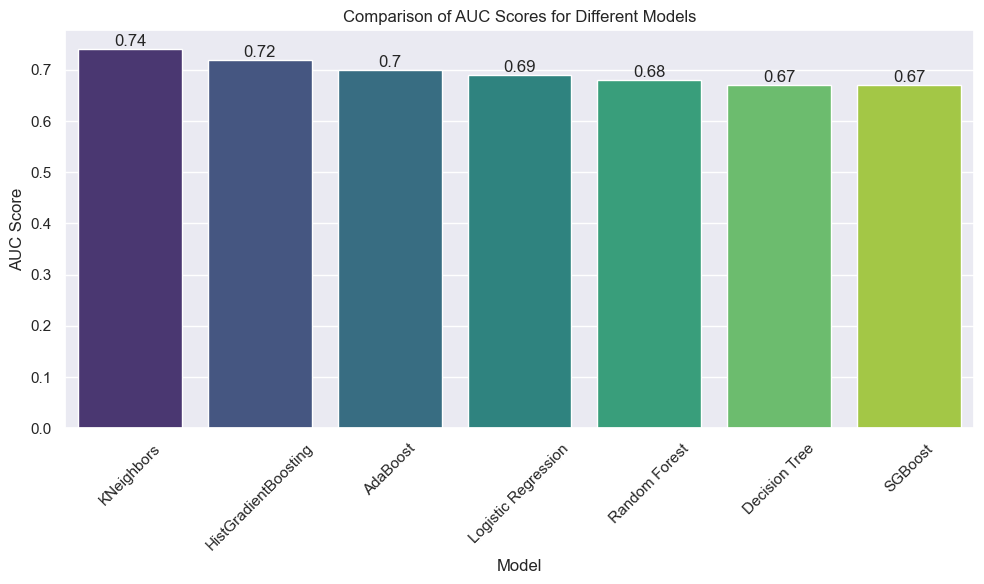 Comparison of AUC Scores for Different Models
0.74
0.72
0.7
0.69
0.68
0.67
0.67
AUC Score
0.7
0.6
0.5
0.4
0.3
0.2
0.1
0.0
KNeighbors
HistGradientBoosting
AdaBoost
Logistic Regression
Random Forest
Decision Tree
SGBoost
Model